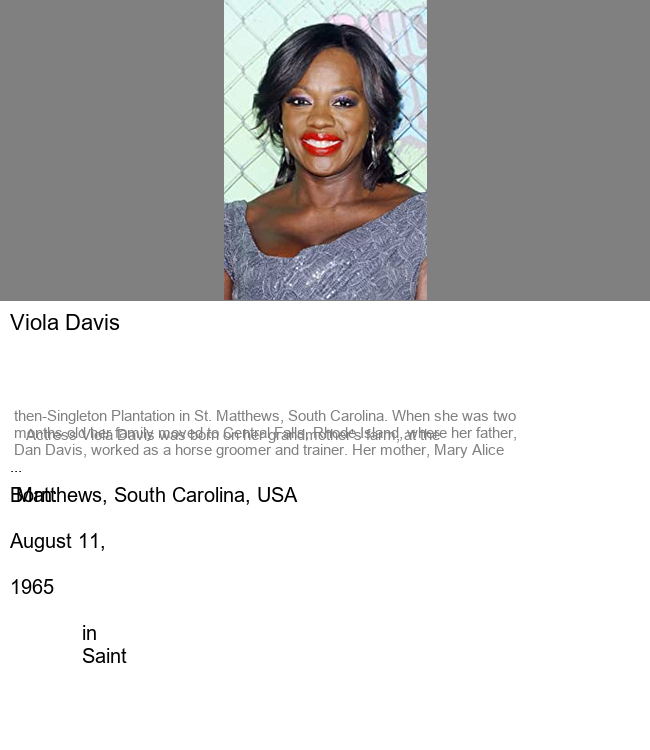 Viola Davis
Actress Viola Davis was born on her grandmother's farm, at the
then-Singleton Plantation in St. Matthews, South Carolina. When she was two
months old her family moved to Central Falls, Rhode Island, where her father,
Dan Davis, worked as a horse groomer and trainer. Her mother, Mary Alice
...
Born:
Matthews, South Carolina, USA
August 11,
1965
in
Saint